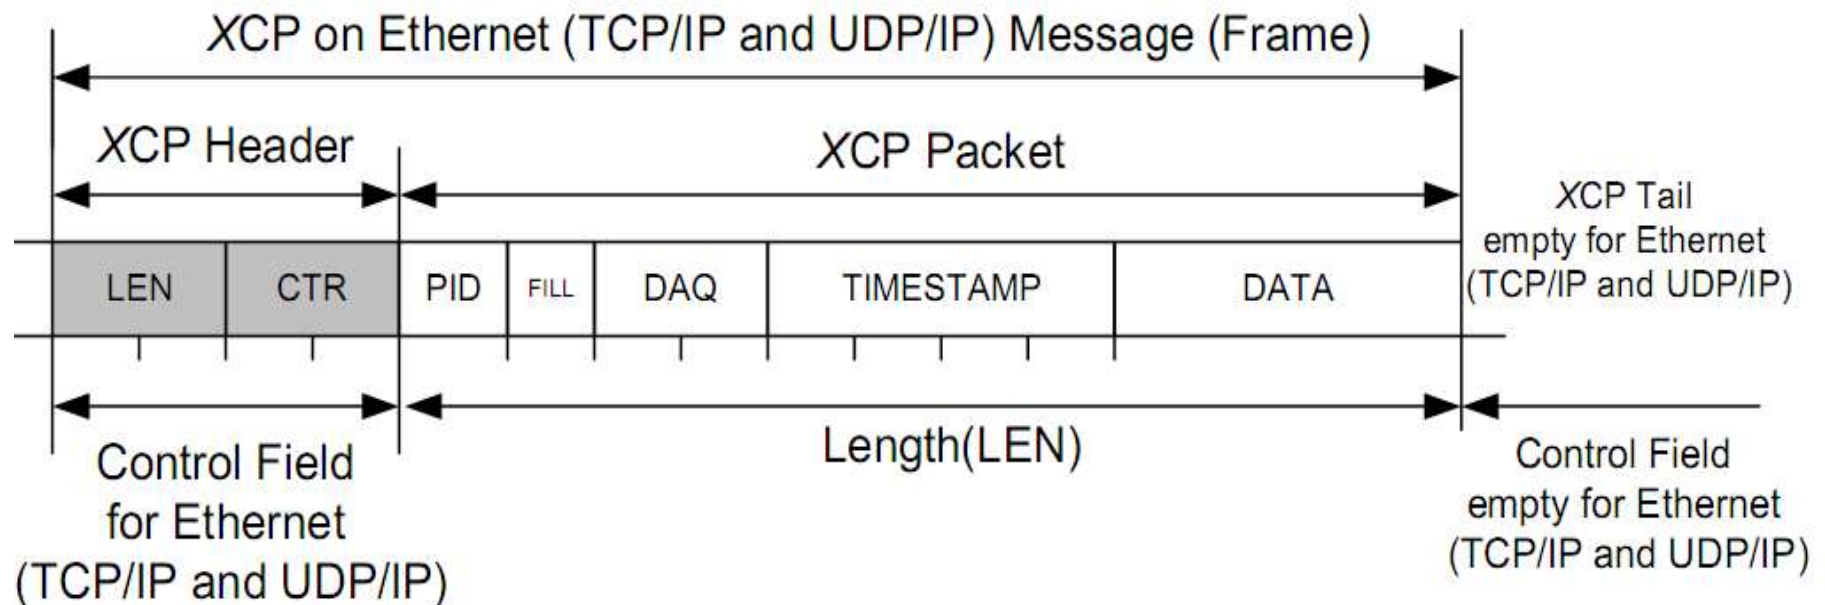 XCP on Ethernet (TCP/IP and UDP/IP) Message (Frame)
XCP Header
XCP Packet
XCP Tail
empty for Ethernet
(TCP/IP and UDP/IP)
LEN
CTR
PID
FILL
DAQ
TIMESTAMP
DATA
Control Field
for Ethernet
(TCP/IP and UDP/IP)
Length(LEN)
Control Field
empty for Ethernet
(TCP/IP and UDP/IP)